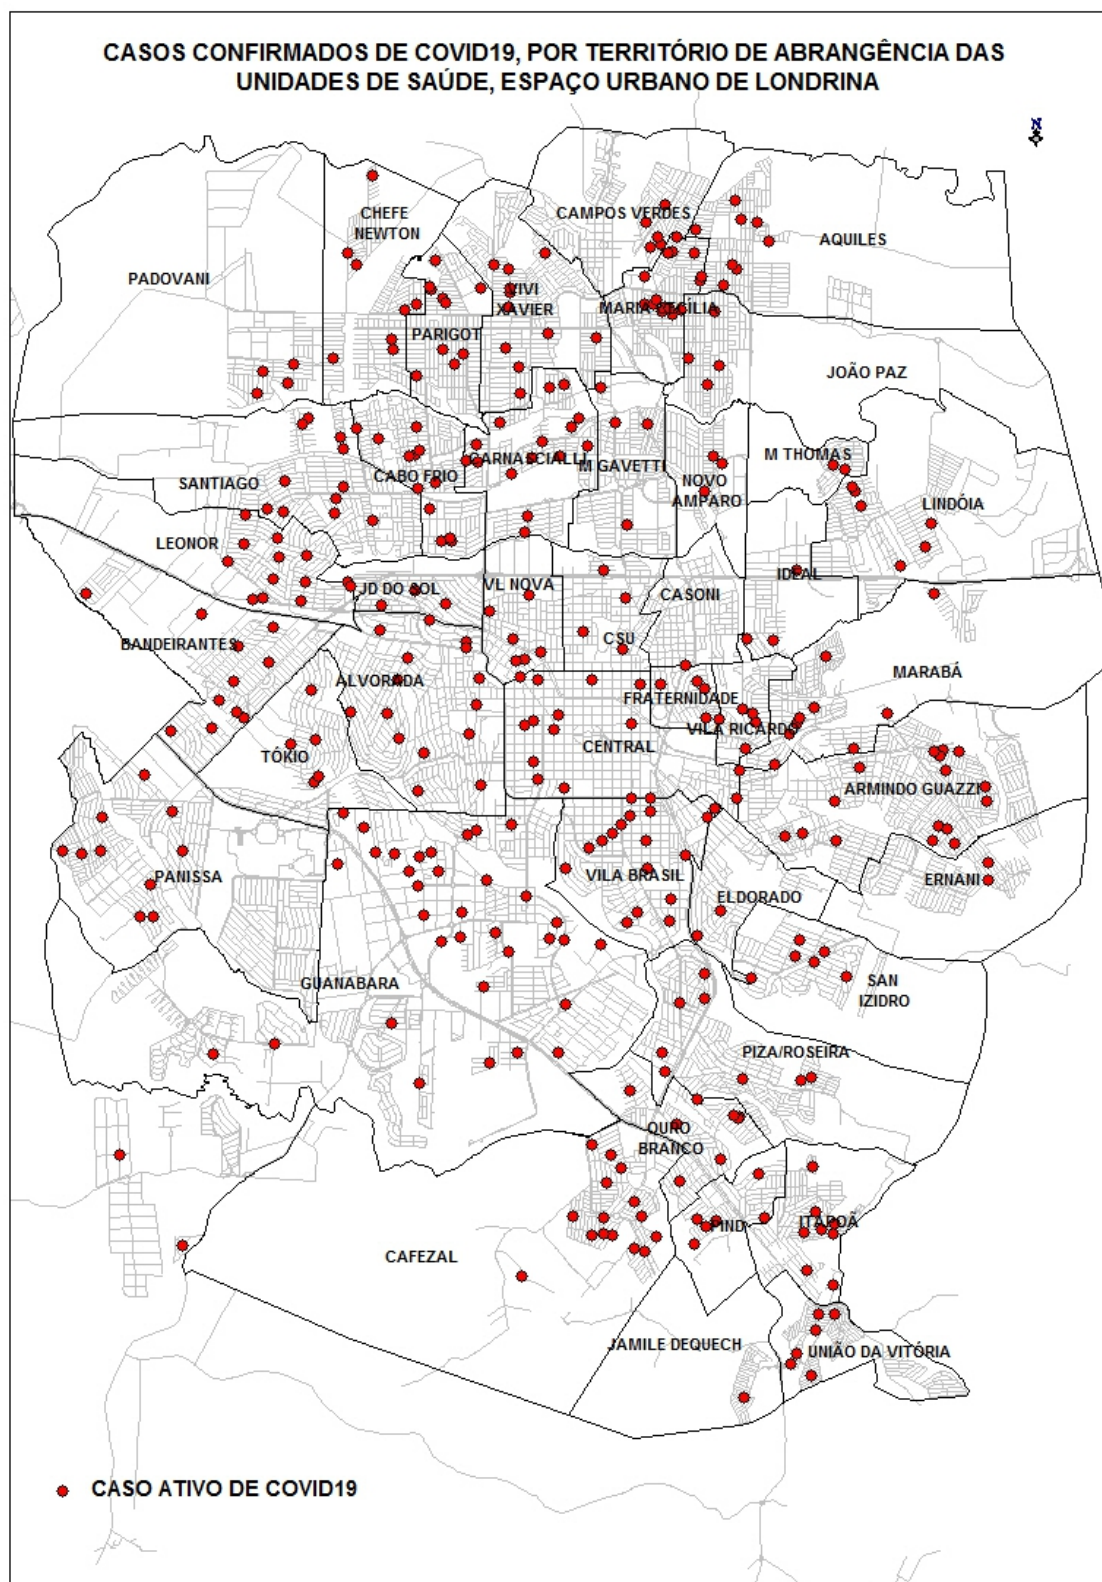 CASOS CONFIRMADOS DE COVID19, POR TERRITÓRIO DE ABRANGÊNCIA DAS
UNIDADES DE SAÚDE, ESPAÇO URBANO DE LONDRINA
N
CHEFE
NEWTON
CAMPOS VERDES
AQUILES
PADOVANI
VIVI
XAVIER
MARIA CECÍLIA
PARIGOT
JOÃO PAZ
CARNASCIALLI
M GAVETTI
M THOMAS
CABO FRIO
SANTIAGO
NOVO
AMPARO
LINDÓIA
LEONOR
IDEAL
JD DO SOL
VL NOVA
CASONI
CSU
BANDEIRANTES
ALVORADA
MARABÁ
FRATERNIDADE
VILA RICARDO
CENTRAL
TÓKIO
ARMINDO GUAZZI
PANISSA
VILA BRASIL
ERNANI
ELDORADO
GUANABARA
SAN
IZIDRO
PIZA/ROSEIRA
OURO
BRANCO
PIND
ITAPOÃ
CAFEZAL
JAMILE DEQUECH
UNIÃO DA VITÓRIA
CASO ATIVO DE COVID19